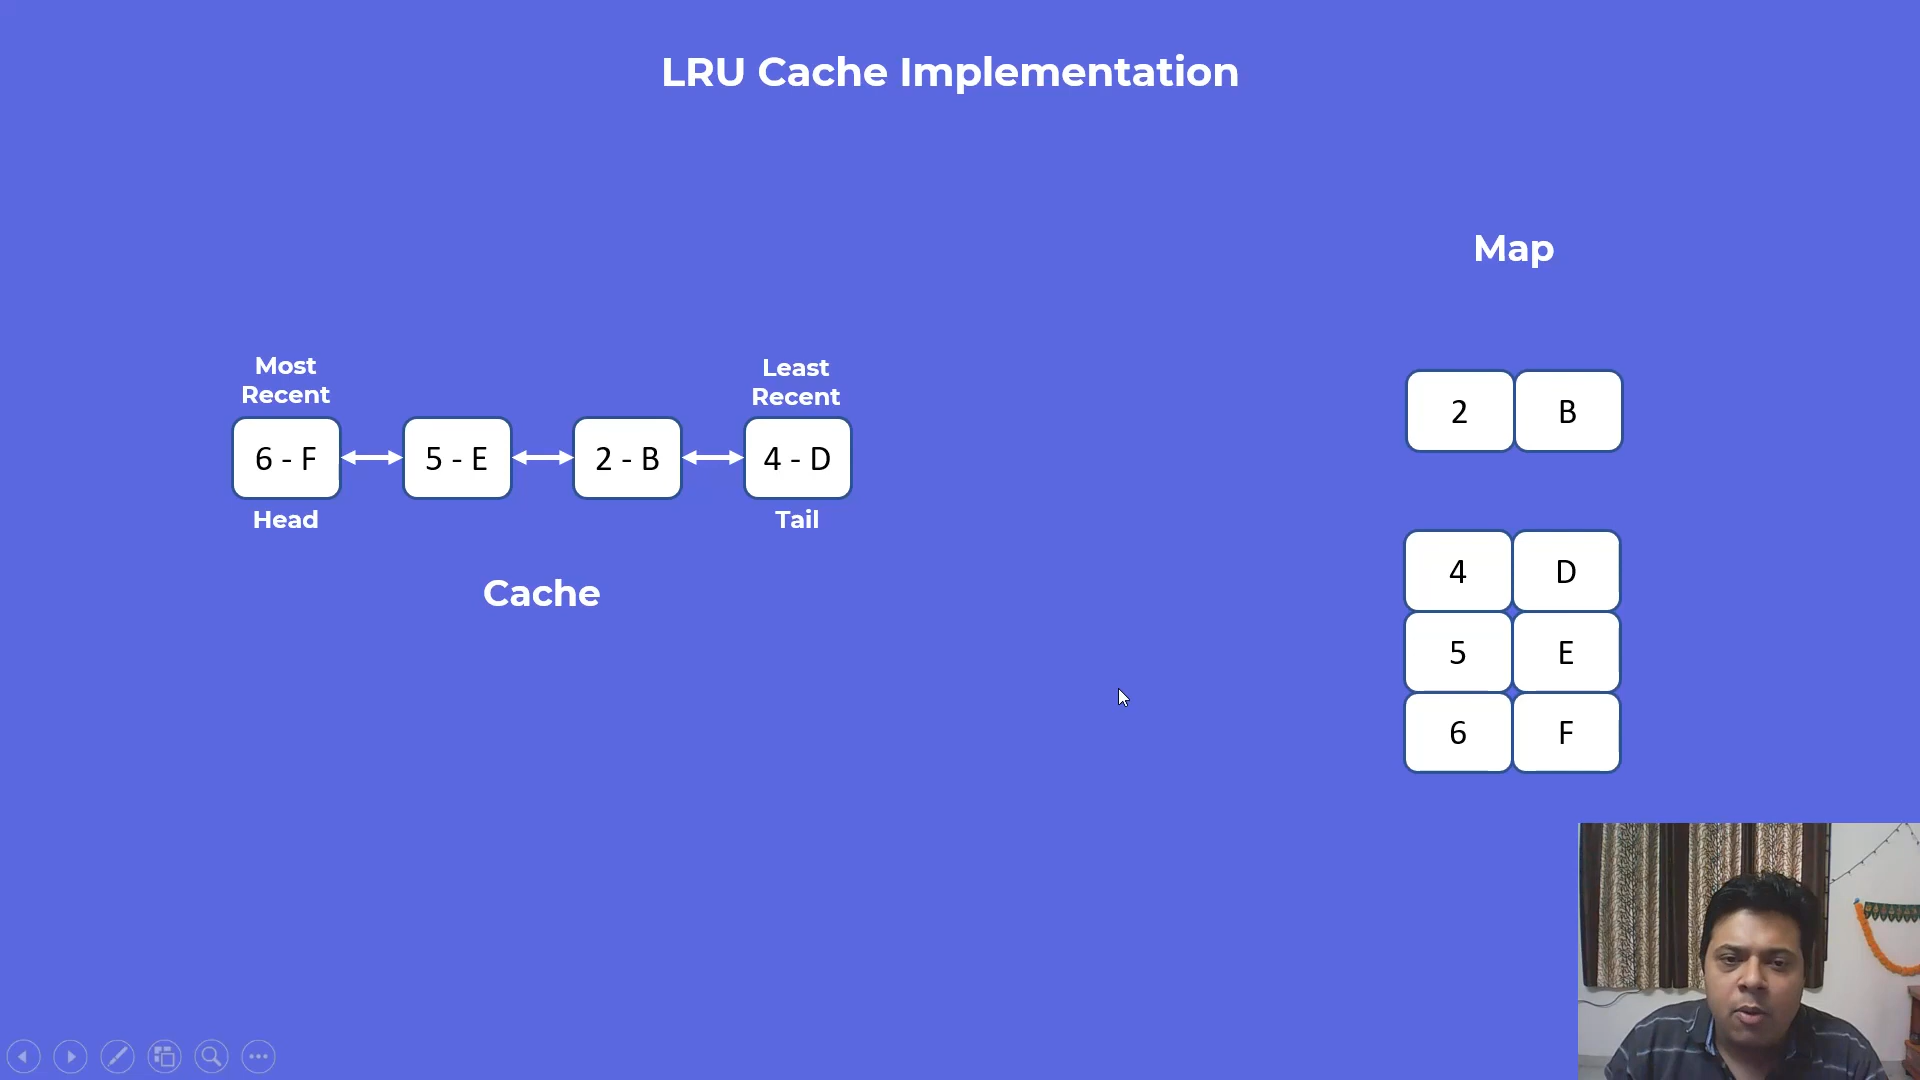 LRU Cache Implementation
Map
Most
Recent
Least
Recent
6 - F
5 - E
2 - B
4 - D
Head
Tail
Cache
2 B
4 D
5 E
6 F